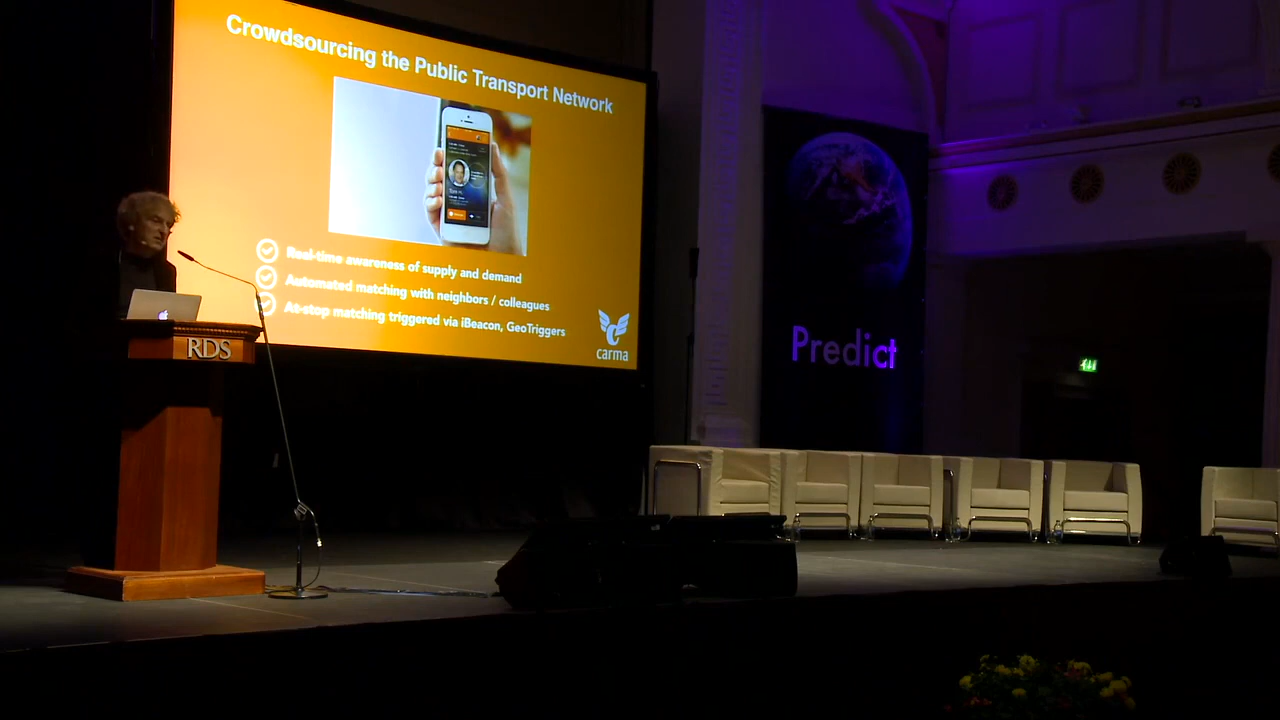 Crowdsourcing the Public Transport Network
Real-time awareness of supply and demand
Automated matching with neighbors / colleagues
At-stop matching triggered via iBeacon, GeoTriggers
carma
RDS
Predict